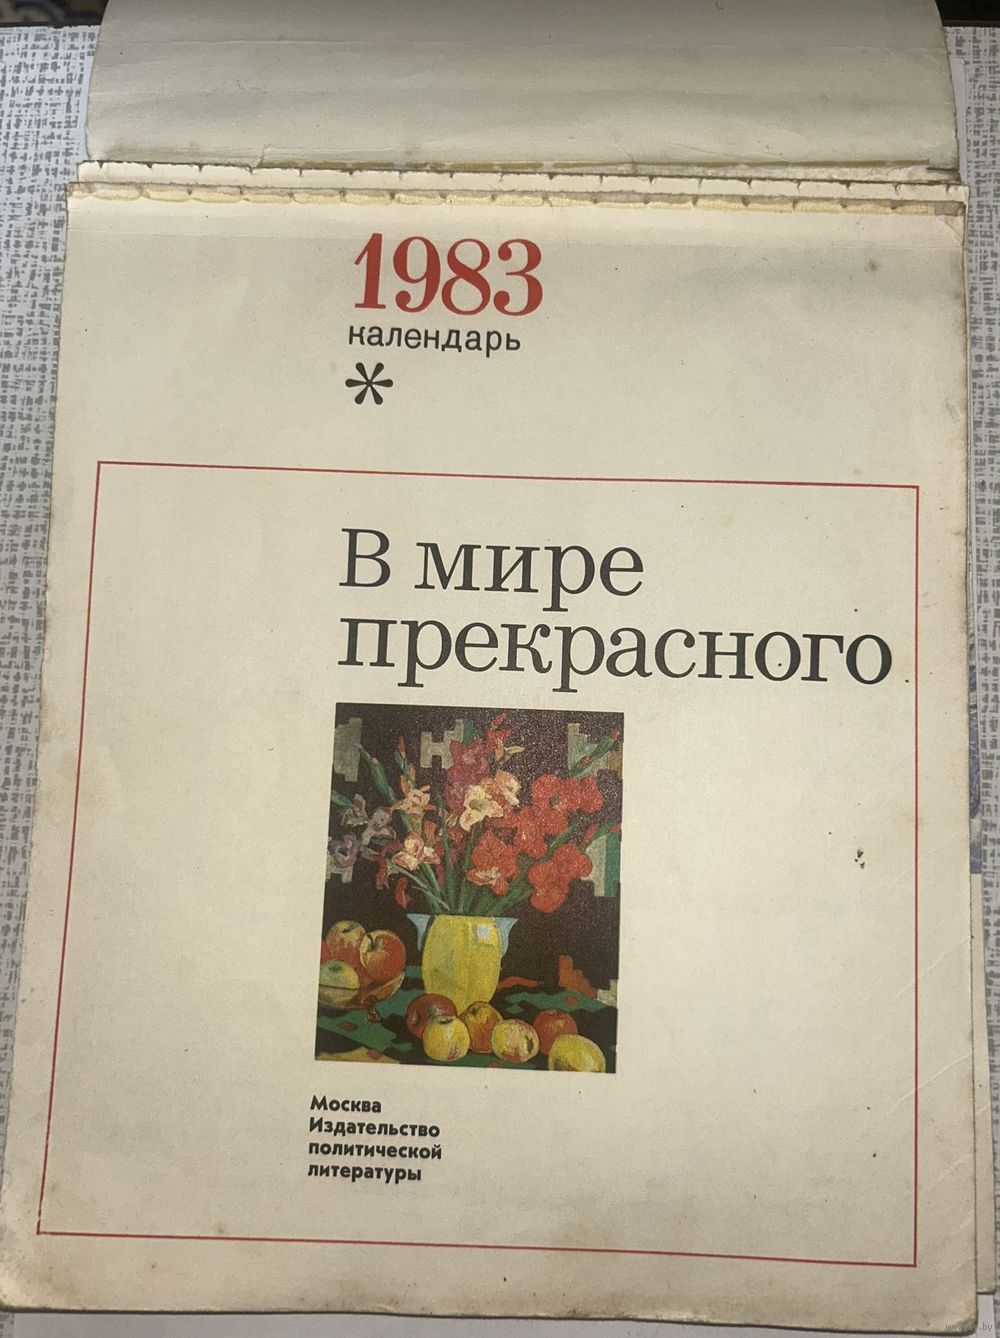 1983
календарь
*
В мире
прекрасного
Москва
Издательство
политической
литературы